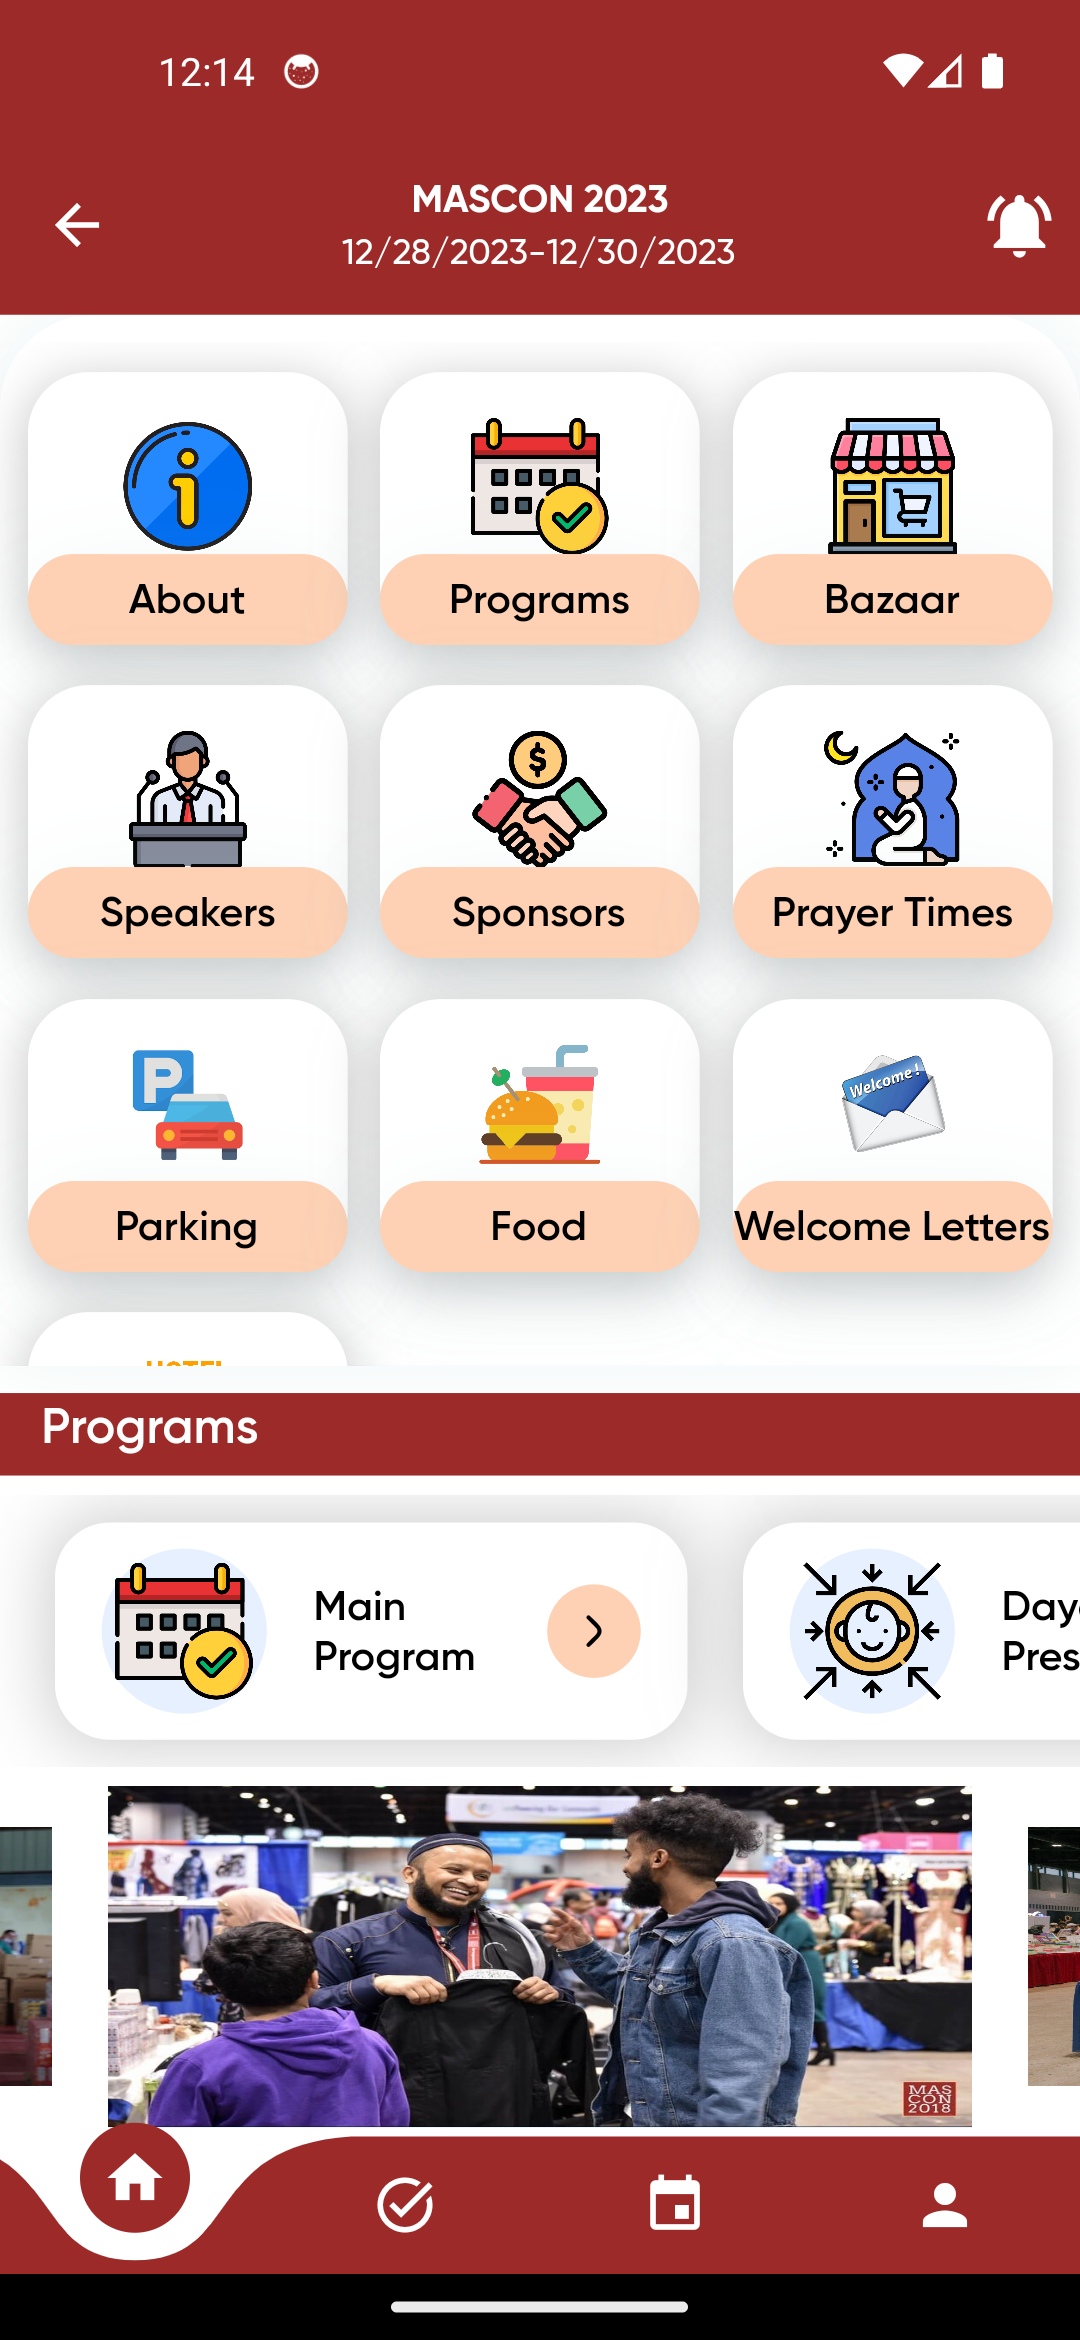 12:14
MASCON 2023
12/28/2023-12/30/2023
About
Programs
Bazaar
Speakers
$
Sponsors
Prayer Times
P
Welcome!
Parking
Food
Welcome Letters
HOTEL
Programs
Main
Program
Day
Pres
MAS
CON
2018